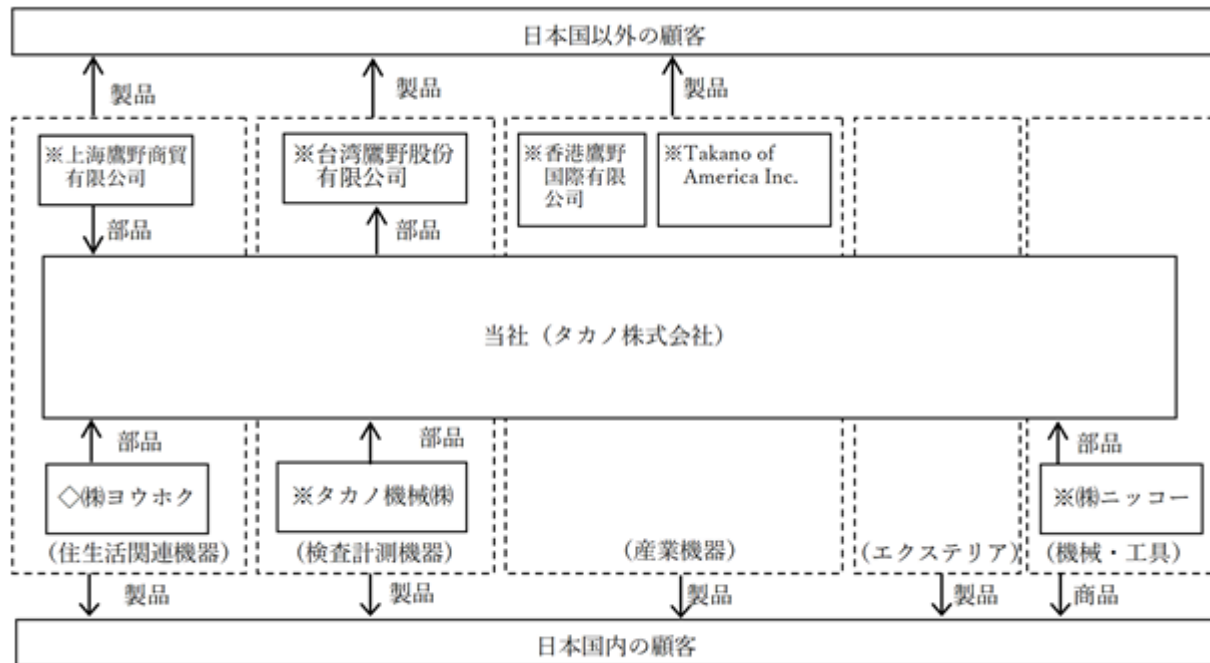 日本国以外の顧客
製品
製品
製品
※上海鷹野商貿
有限公司
※台湾鷹野股份
有限公司
※香港鷹野
国際有限
公司
※Takano of
America Inc.
部品
部品
当社（タカノ株式会社）
部品
部品
部品
◇㈱ヨウホク
※タカノ機械㈱
※㈱ニッコー
（住生活関連機器）
（検査計測機器）
（産業機器）
（エクステリア）
（機械・工具）
製品
製品
製品
製品
商品
日本国内の顧客